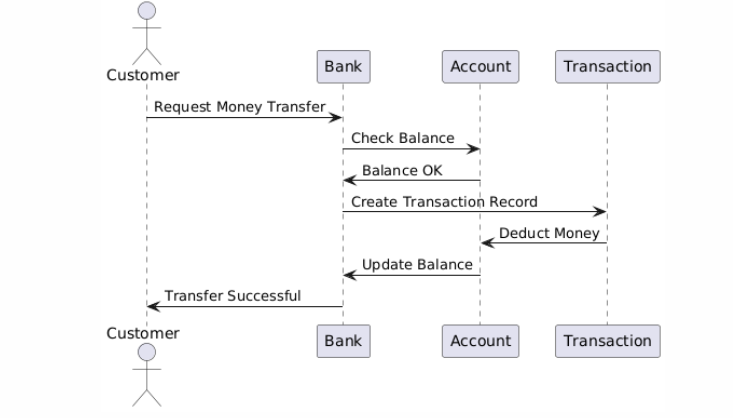 Customer
Bank
Account
Transaction
Request Money Transfer
Check Balance
Balance OK
Create Transaction Record
Deduct Money
Update Balance
Transfer Successful
Customer
Bank
Account
Transaction